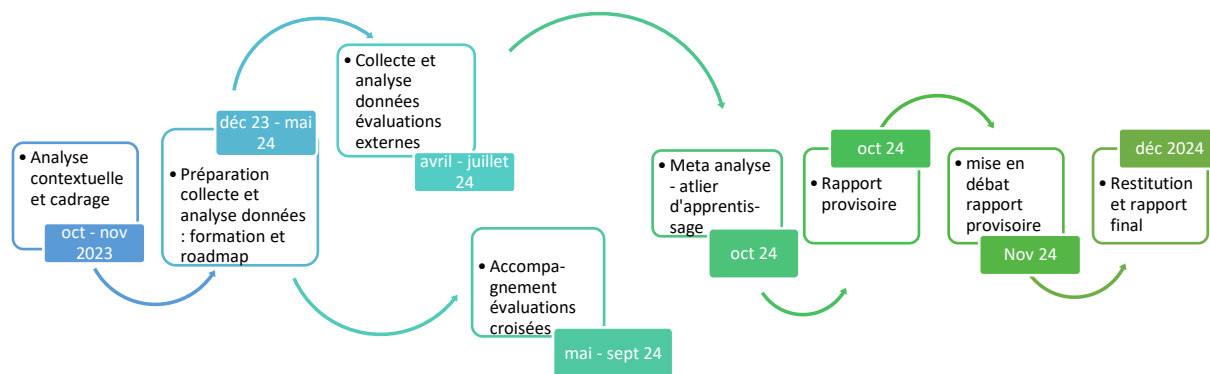 • Analyse
contextuelle
et cadrage
oct - nov
2023
déc 23 - mai
24
• Préparation
collecte et
analyse données
: formation et
roadmap
• Collecte et
analyse
données
évaluations
externes
avril - juillet
24
• Accompa-
gnement
évaluations
croisées
mai - sept 24
• Meta analyse
- atlier
d'apprentis-
sage
oct 24
oct 24
• Rapport
provisoire
• mise en
débat
rapport
provisoire
Nov 24
déc 2024
• Restitution
et rapport
final